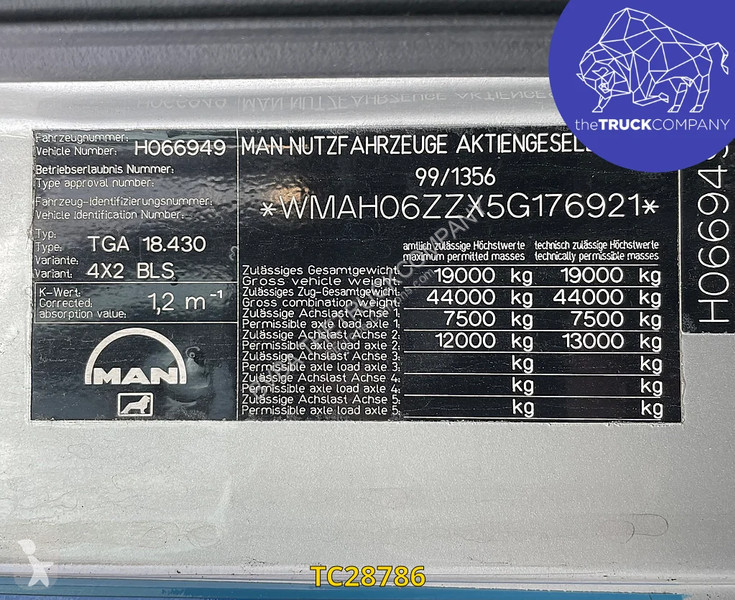 theTRUCKCOMPANY
Fahrzeugnummer:
Vehicle Number: H066949
Betriebserlaubnis Nummer:
Type approval number:
Fahrzeug-Identifizierungsnummer:
Vehicle Identification Number:
Typ:
Type: TGA 18.430
Variante:
Variant: 4X2 BLS
K-Wert:
Corrected
absorption value: 1,2 m⁻¹
MAN
MAN NUTZFAHRZEUGE AKTIENGESELL
99/1356
*WMAH06ZZX5G176921*
amtlich zulässige Höchstwerte technisch zulässige Höchstwerte
maximum permitted masses technically permissible masses
Zulässiges Gesamtgewicht:
Gross vehicle weight: 19000 kg 19000 kg
Zulässiges Zug-Gesamtgewicht:
Gross combination weight: 44000 kg 44000 kg
Zulässige Achslast Achse 1:
Permissible axle load axle 1: 7500 kg 7500 kg
Zulässige Achslast Achse 2:
Permissible axle load axle 2: 12000 kg 13000 kg
Zulässige Achslast Achse 3:
Permissible axle load axle 3: kg kg
Zulässige Achslast Achse 4:
Permissible axle load axle 4: kg kg
Zulässige Achslast Achse 5:
Permissible axle load axle 5: kg kg
H066949
TC28786